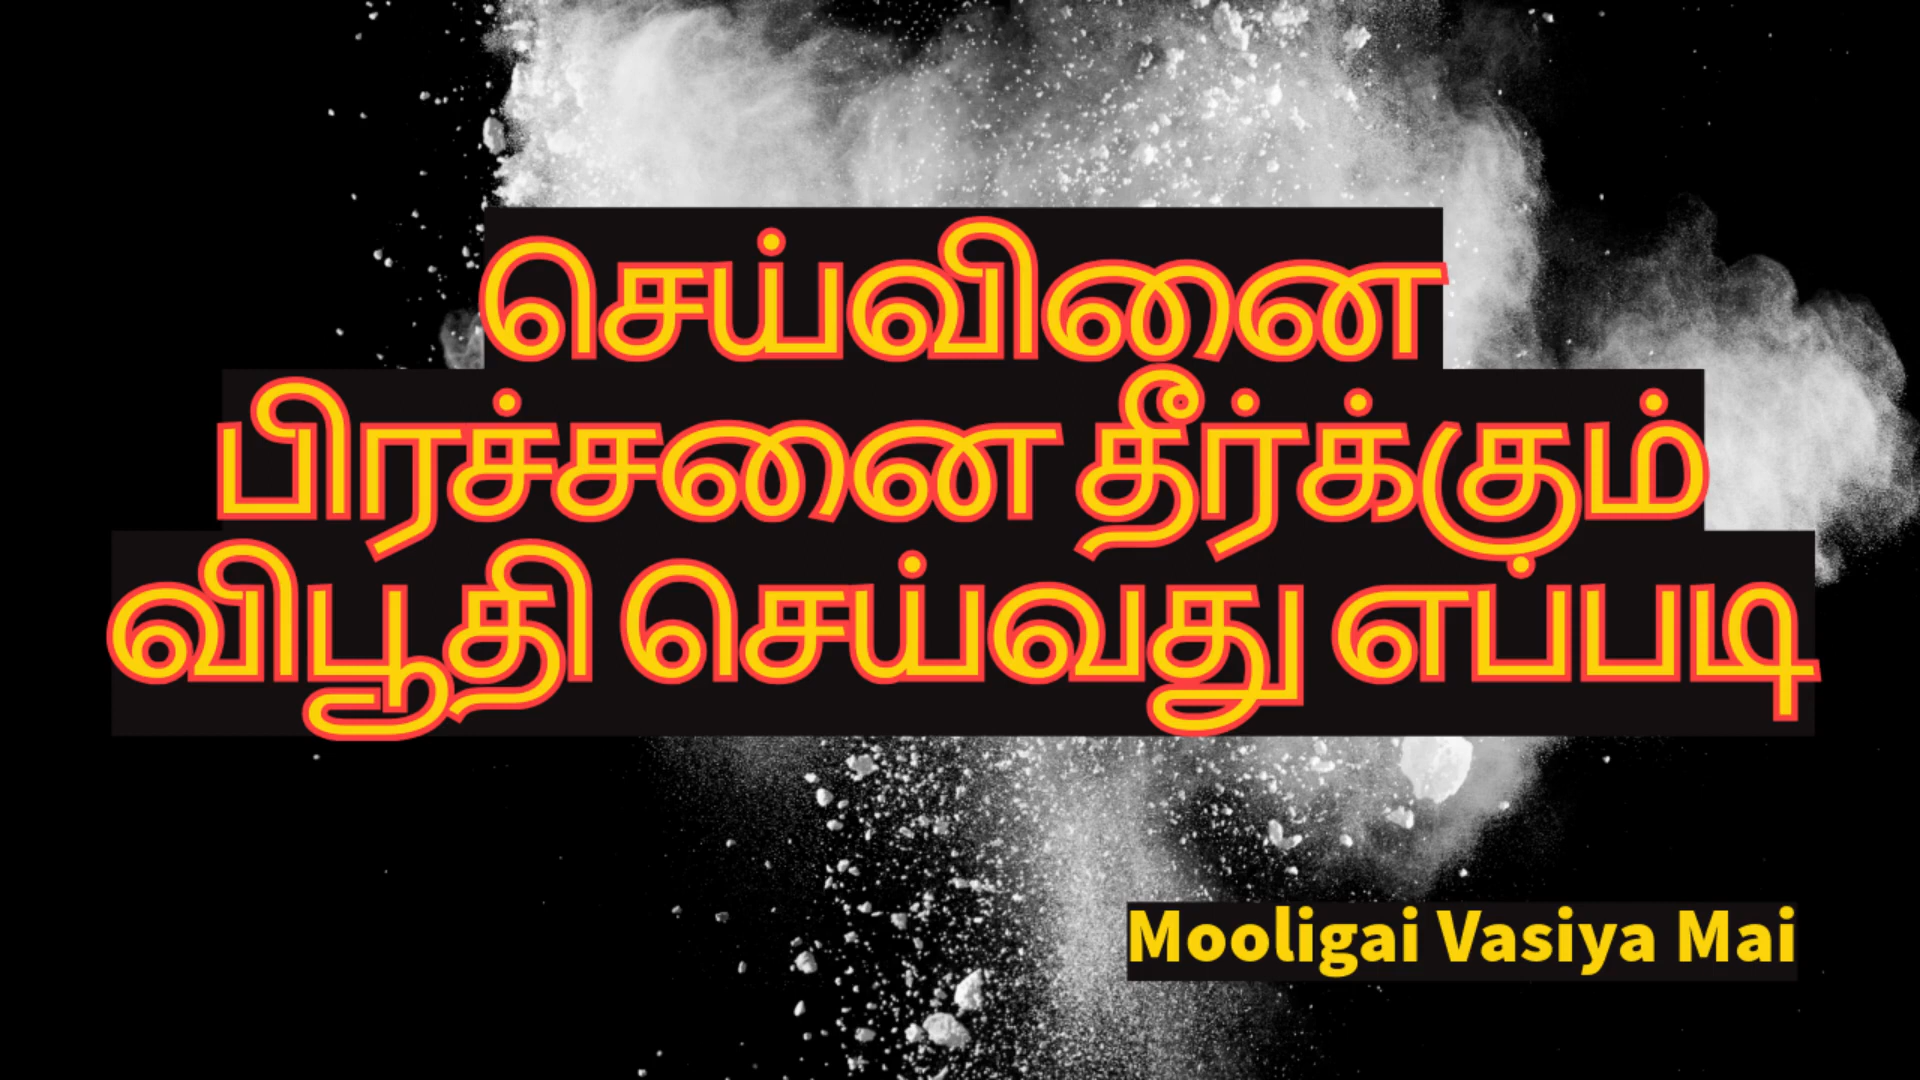 செய்வினை
பிரச்சனை தீர்க்கும்
விபூதி செய்வது எப்படி
Mooligai Vasiya Mai